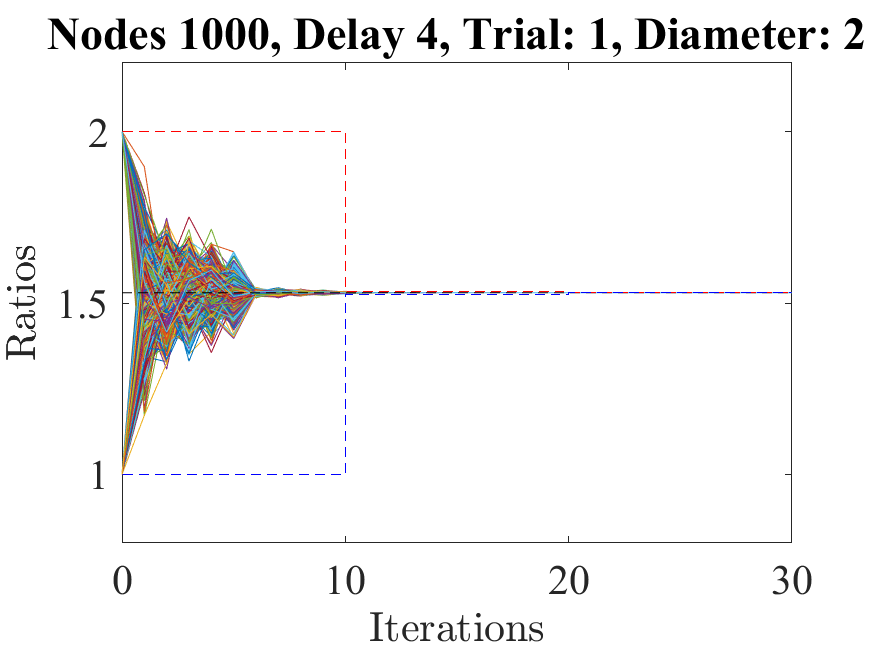 Nodes 1000, Delay 4, Trial: 1, Diameter: 2
2
1.5
1
Ratios
0 10 20 30
Iterations